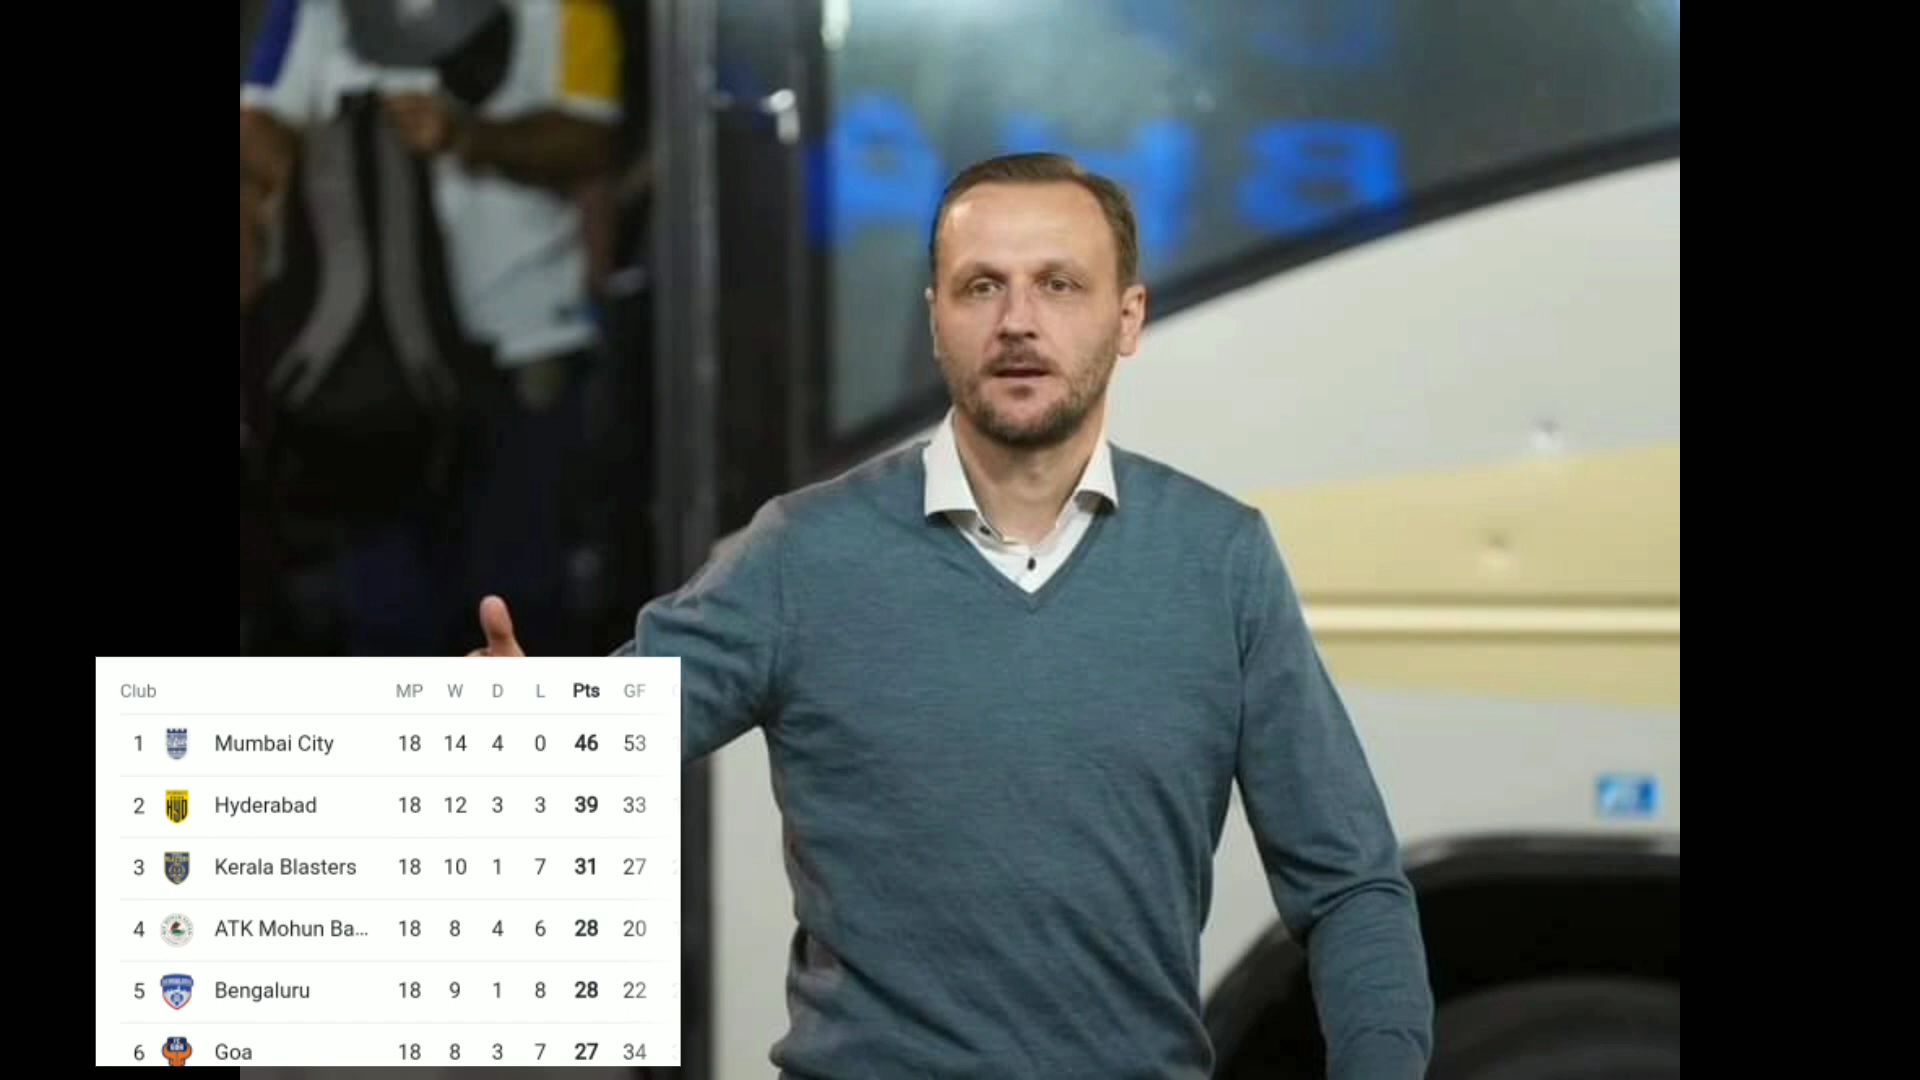 Club MP W D L Pts GF
1 Mumbai City 18 14 4 0 46 53
2 Hyderabad 18 12 3 3 39 33
3 Kerala Blasters 18 10 1 7 31 27
4 ATK Mohun Ba... 18 8 4 6 28 20
5 Bengaluru 18 9 1 8 28 22
6 Goa 18 8 3 7 27 34